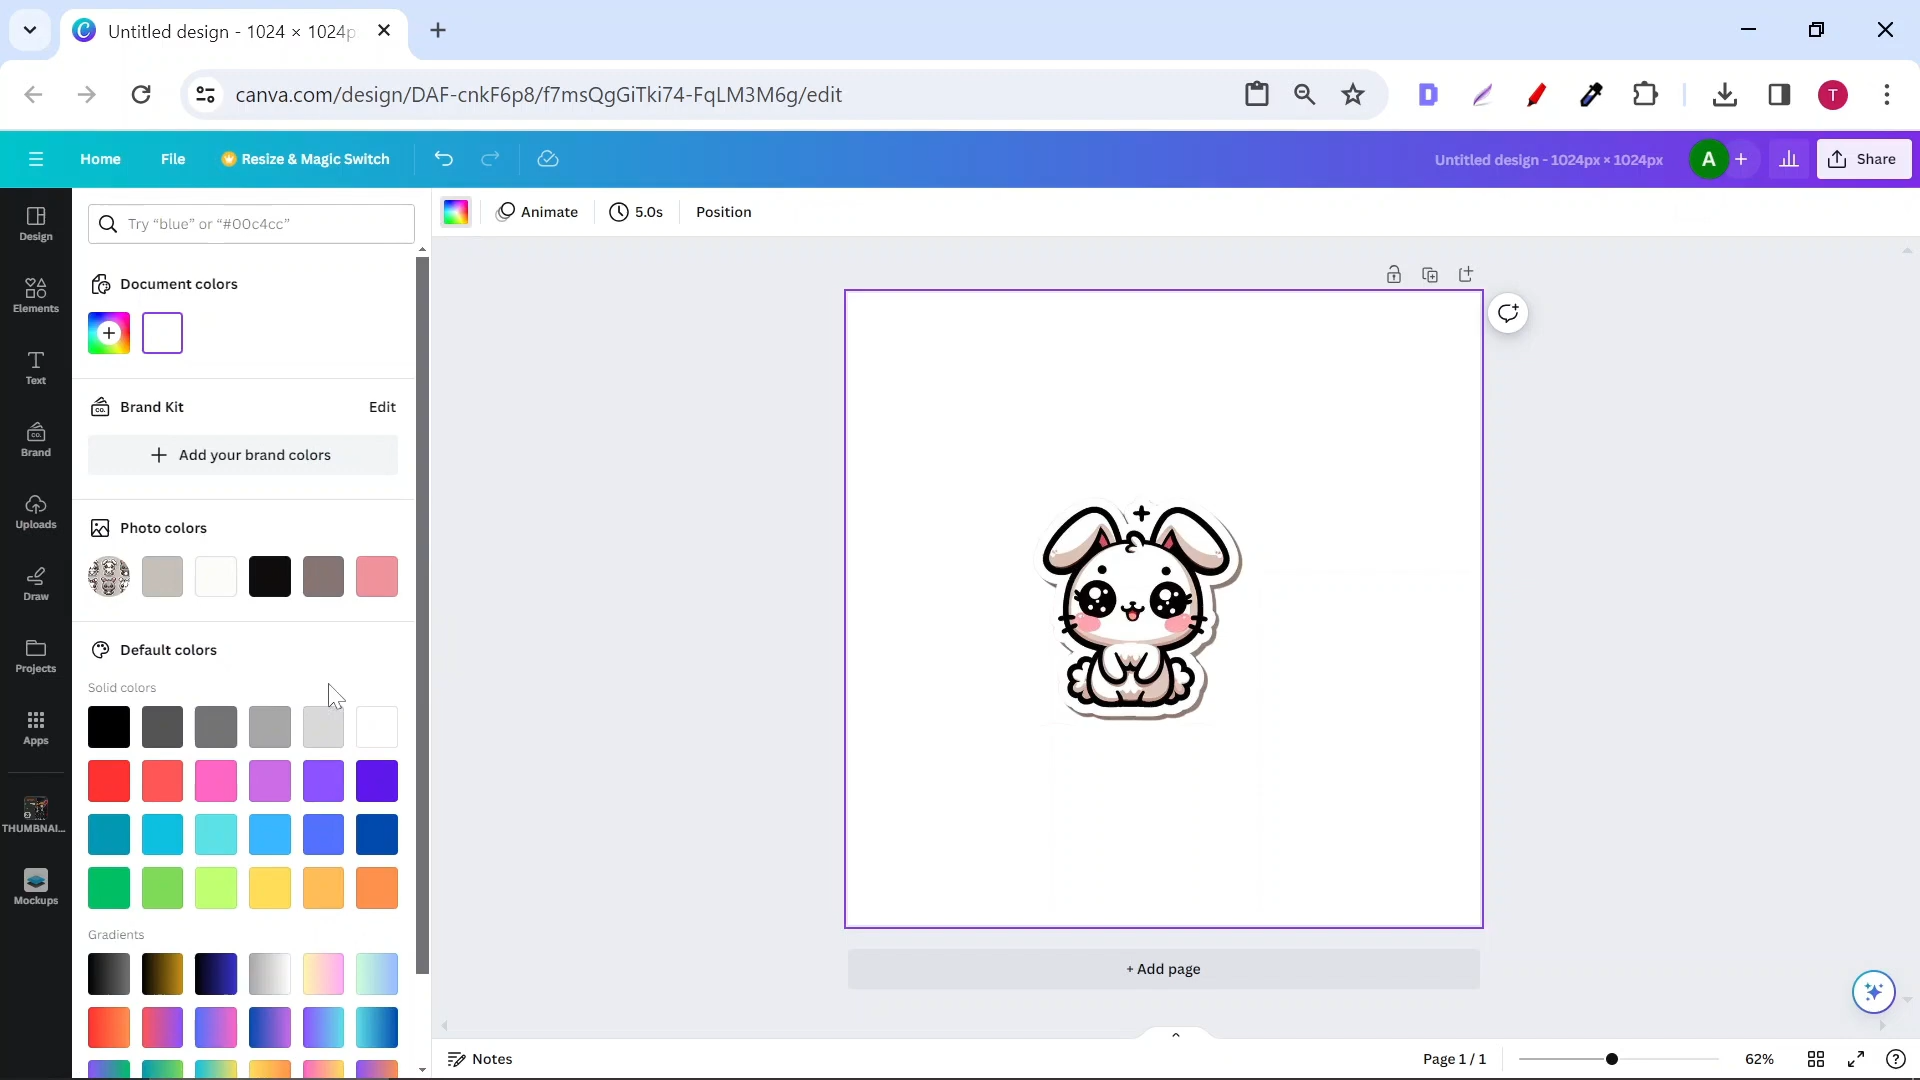 Untitled design - 1024 × 1024p
canva.com/design/DAF-cnkF6p8/f7msQgGiTki74-FqLM3M6g/edit
T
Home
File
Resize & Magic Switch
Untitled design - 1024px × 1024px
A
Share
Design
Elements
Text
Brand
Uploads
Draw
Projects
Apps
THUMBNAI...
Mockups
Try “blue” or “#00c4cc”
Document colors
Brand Kit
Edit
Add your brand colors
Photo colors
Default colors
Solid colors
Gradients
Animate
5.0s
Position
+ Add page
Notes
Page 1 / 1
62%